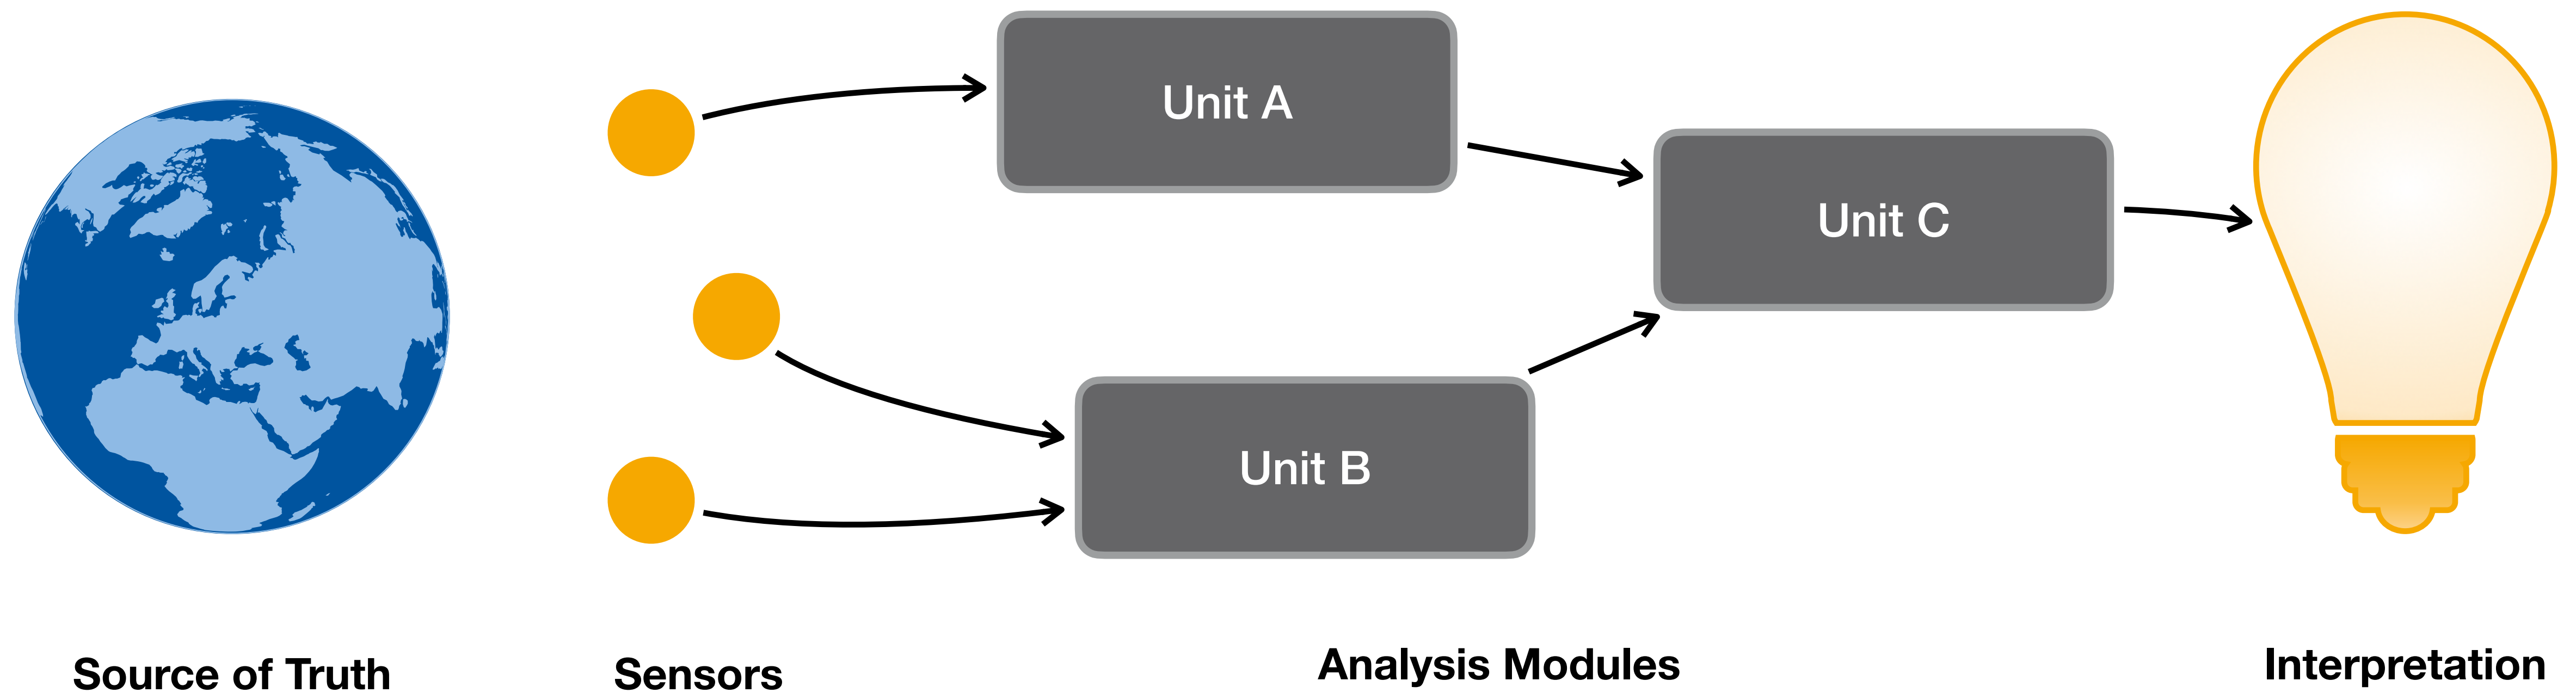 Unit A
Unit C
Unit B
Source of Truth
Sensors
Analysis Modules
Interpretation